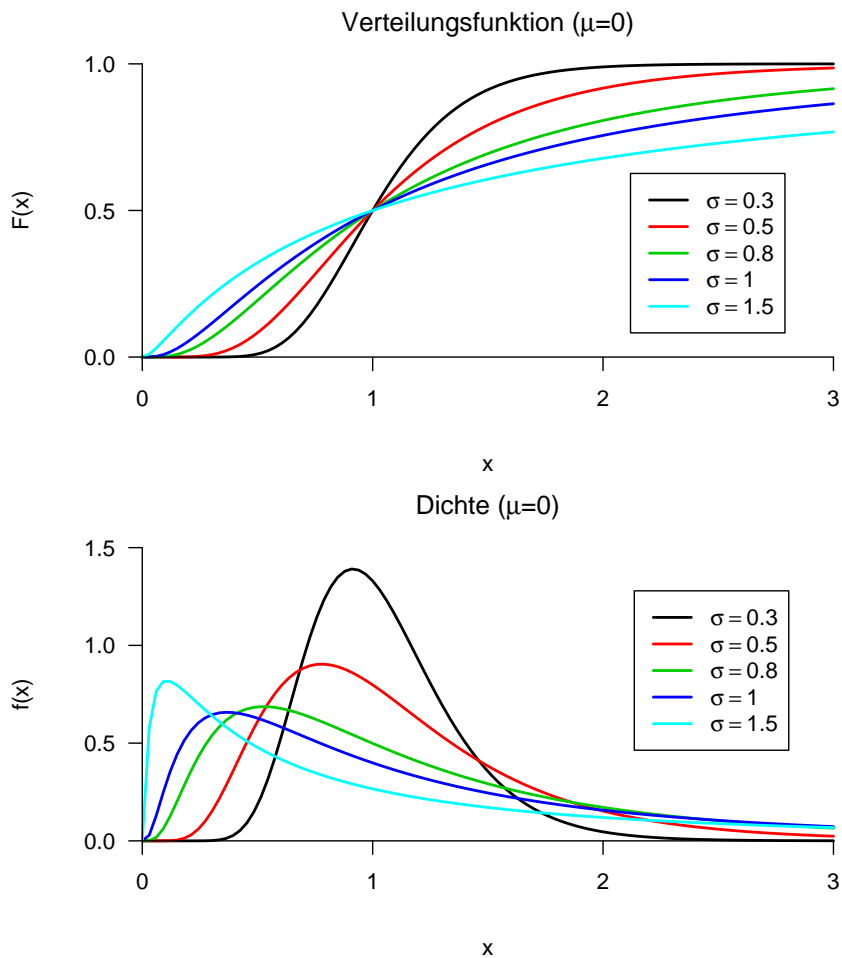 Verteilungsfunktion (μ=0)
F(x)
1.0
0.5
0.0
σ = 0.3
σ = 0.5
σ = 0.8
σ = 1
σ = 1.5
0 1 2 3
x
Dichte (μ=0)
f(x)
1.5
1.0
0.5
0.0
σ = 0.3
σ = 0.5
σ = 0.8
σ = 1
σ = 1.5
0 1 2 3
x